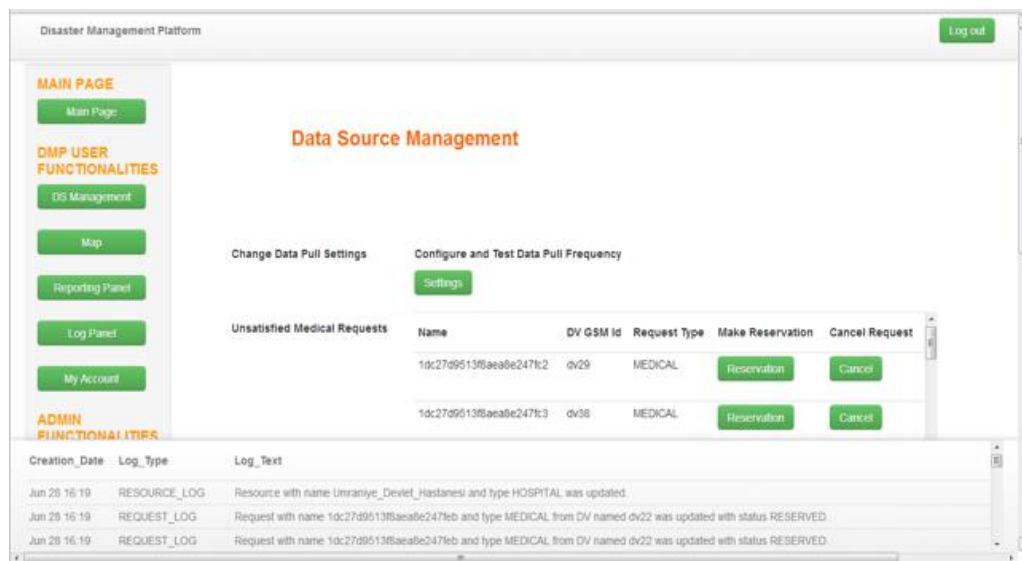 Disaster Management Platform
Log out
MAIN PAGE
Main Page
DMP USER
FUNCTIONALITIES
DS Management
Map
Reporting Panel
Log Panel
My Account
ADMIN
FUNCTIONALITIES
Data Source Management
Change Data Pull Settings
Configure and Test Data Pull Frequency
Settings
Unsatisfied Medical Requests
Name DV GSM Id Request Type Make Reservation Cancel Request
1dc27d9513f8aea8e247fc2 dv29 MEDICAL Reservation Cancel
1dc27d9513f8aea8e247fc3 dv38 MEDICAL Reservation Cancel
Creation_Date Log_Type Log_Text
Jun 28 16:19 RESOURCE_LOG Resource with name Umraniye_Devlet_Hastanesi and type HOSPITAL was updated.
Jun 28 16:19 REQUEST_LOG Request with name 1dc27d9513f8aea8e247feb and type MEDICAL from DV named dv22 was updated with status RESERVED.
Jun 28 16:19 REQUEST_LOG Request with name 1dc27d9513f8aea8e247feb and type MEDICAL from DV named dv22 was updated with status RESERVED.